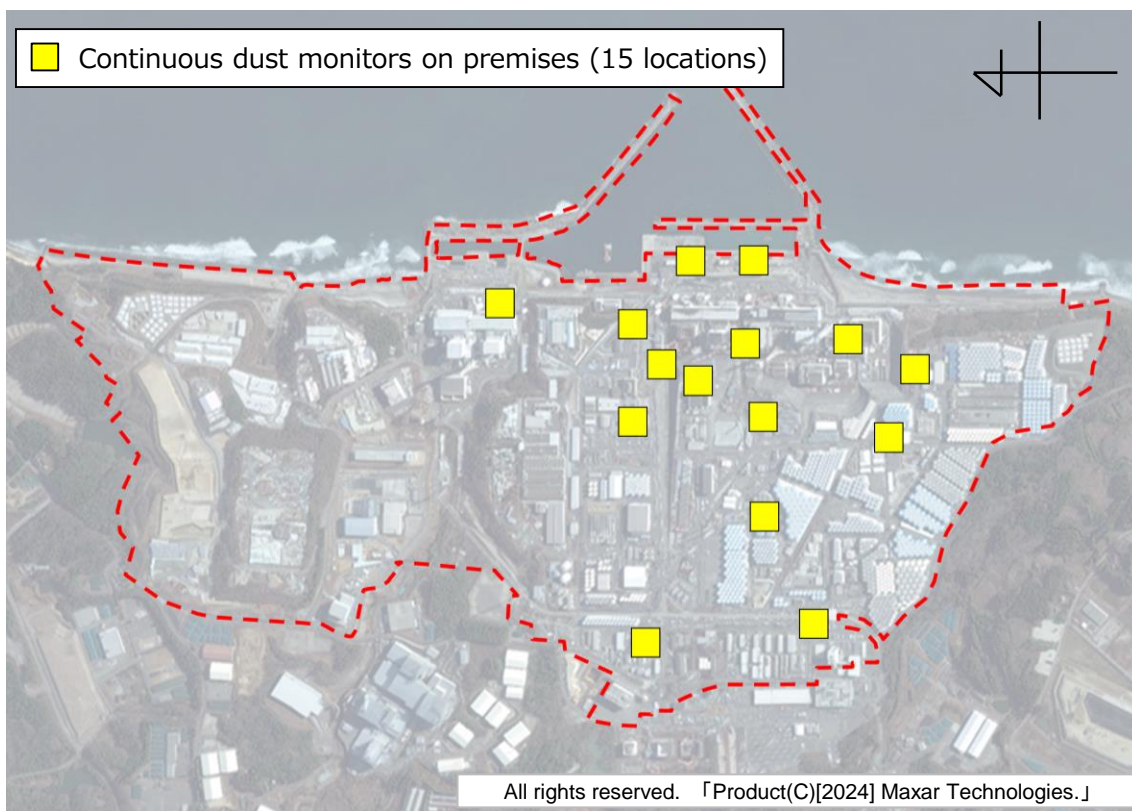 Continuous dust monitors on premises (15 locations)
All rights reserved. 「Product(C)[2024] Maxar Technologies.」